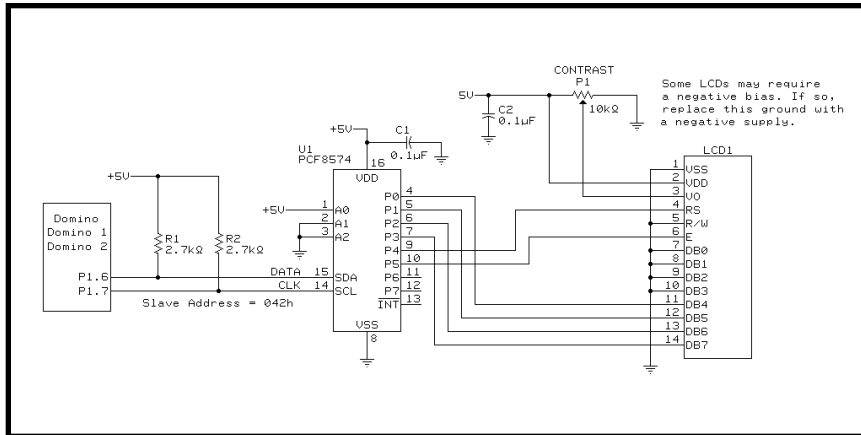 CONTRAST
P1
10kΩ
5V
C2
0.1µF
Some LCDs may require
a negative bias. If so,
replace this ground with
a negative supply.
+5V
C1
0.1µF
U1
PCF8574
16
VDD
LCD1
1 VSS
2 VDD
3 VO
4 RS
5 R/W
6 E
7 DB0
8 DB1
9 DB2
10 DB3
11 DB4
12 DB5
13 DB6
14 DB7
+5V
+5V
1 A0
2 A1
3 A2
P0 4
P1 5
P2 6
P3 7
P4 9
P5 10
P6 11
P7 12
INT 13
DATA 15 SDA
CLK 14 SCL
VSS
8
R1
2.7kΩ
R2
2.7kΩ
Domino
Domino 1
Domino 2
P1.6
P1.7
Slave Address = 042h